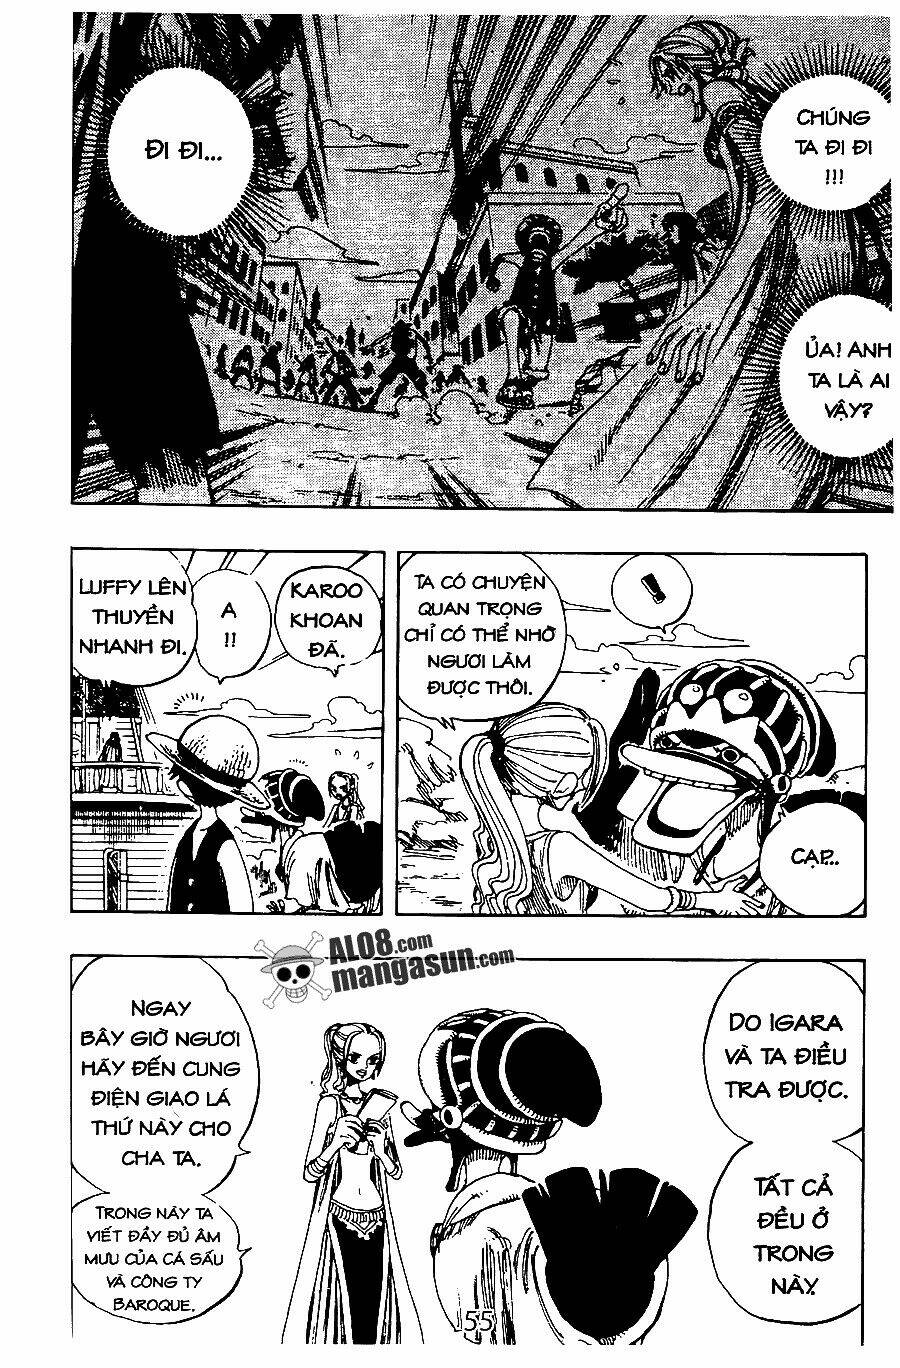 CHÚNG
TA ĐI ĐI
!!!
ỦA! ANH
TA LÀ AI
VẬY?
ĐI ĐI...
!
TA CÓ CHUYỆN
QUAN TRỌNG
CHỈ CÓ THỂ NHỜ
NGƯƠI LÀM
ĐƯỢC THÔI.
CẠP...
KAROO
KHOAN
ĐÃ.
A
!!
LUFFY LÊN
THUYỀN
NHANH ĐI.
AL08.com
mangasun.com
DO IGARA
VÀ TA ĐIỀU
TRA ĐƯỢC.
TẤT CẢ
ĐỀU Ở
TRONG
NÀY.
NGAY
BÂY GIỜ NGƯƠI
HÃY ĐẾN CUNG
ĐIỆN GIAO LÁ
THƯ NÀY CHO
CHA TA.
TRONG NÀY TA
VIẾT ĐẦY ĐỦ ÂM
MƯU CỦA CÁ SẤU
VÀ CÔNG TY
BAROQUE.
55